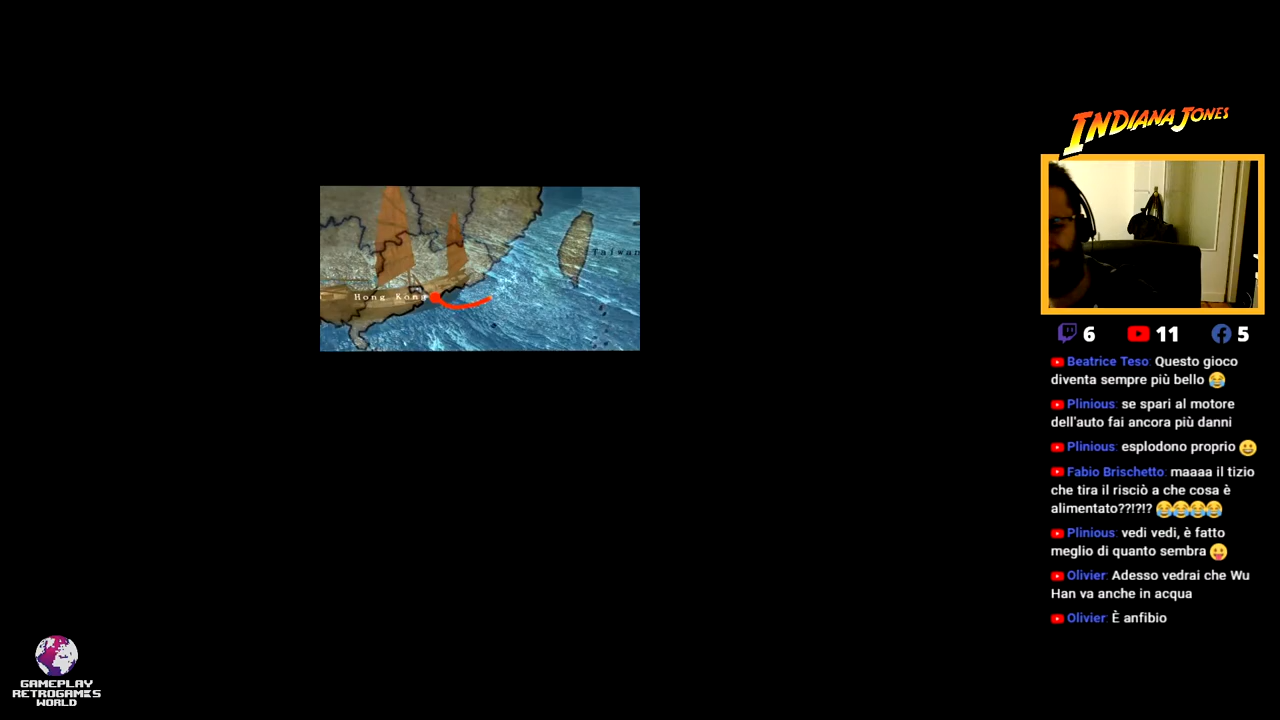 INDIANA JONES
Taiwan
Hong Kong
6 11 5
Beatrice Teso: Questo gioco
diventa sempre più bello 😂
Plinious: se spari al motore
dell'auto fai ancora più danni
Plinious: esplodono proprio 😀
Fabio Brischetto: maaaa il tizio
che tira il risciò a che cosa è
alimentato??!?!? 😂😂😂😂
Plinious: vedi vedi, è fatto
meglio di quanto sembra 😛
Olivier: Adesso vedrai che Wu
Han va anche in acqua
Olivier: È anfibio
GAMEPLAY
RETROGAMES
WORLD